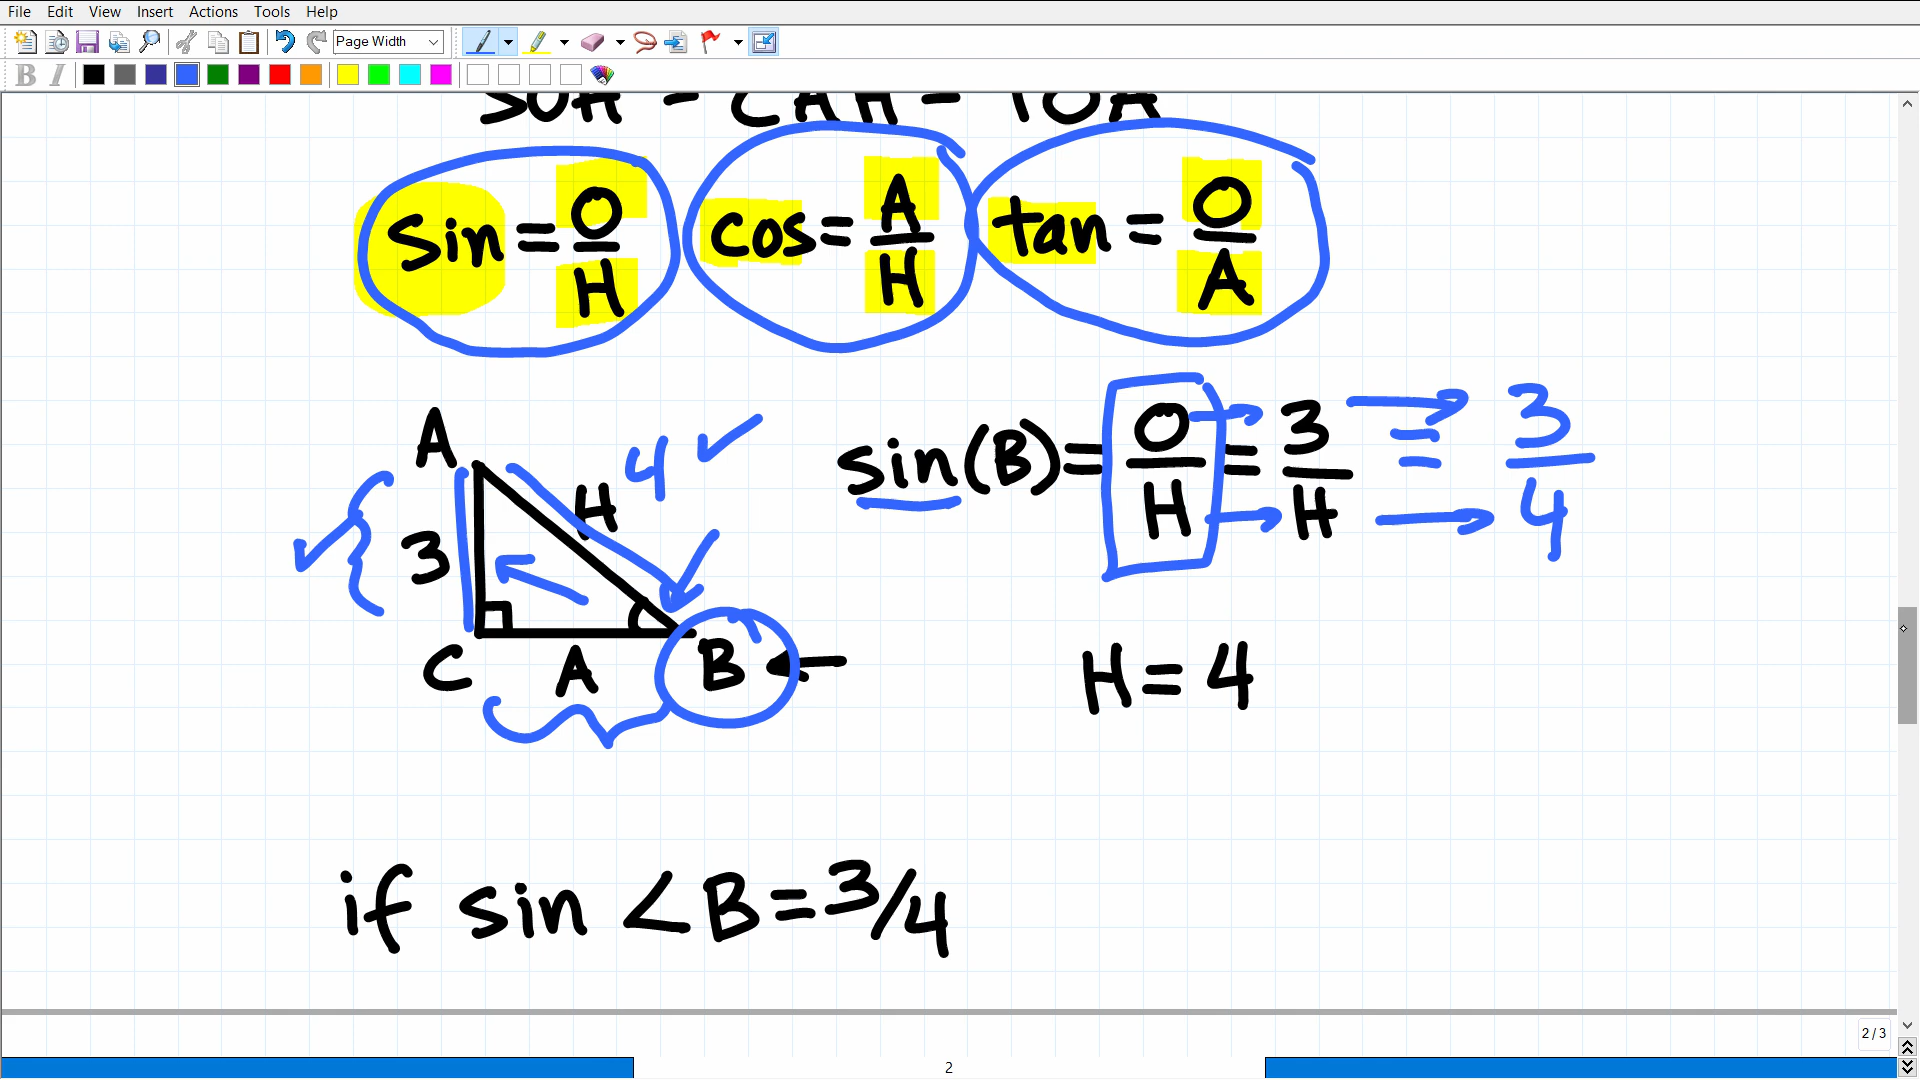 File Edit View Insert Actions Tools Help
Page Width
B I
SOH - CAH - TOA
sin = O/H cos = A/H tan = O/A
A
4
H
3
C A B
sin(B) = O/H = 3/H = 3/4
H = 4
if sin ∠B = 3/4
2/3
2